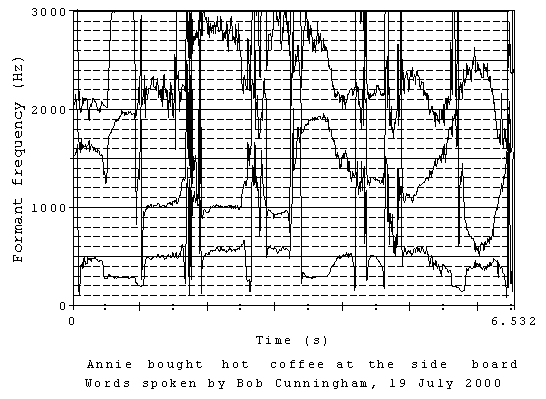 3000
2000
1000
0
Formant frequency (Hz)
0 6.532
Time (s)
Annie bought hot coffee at the side board
Words spoken by Bob Cunningham, 19 July 2000